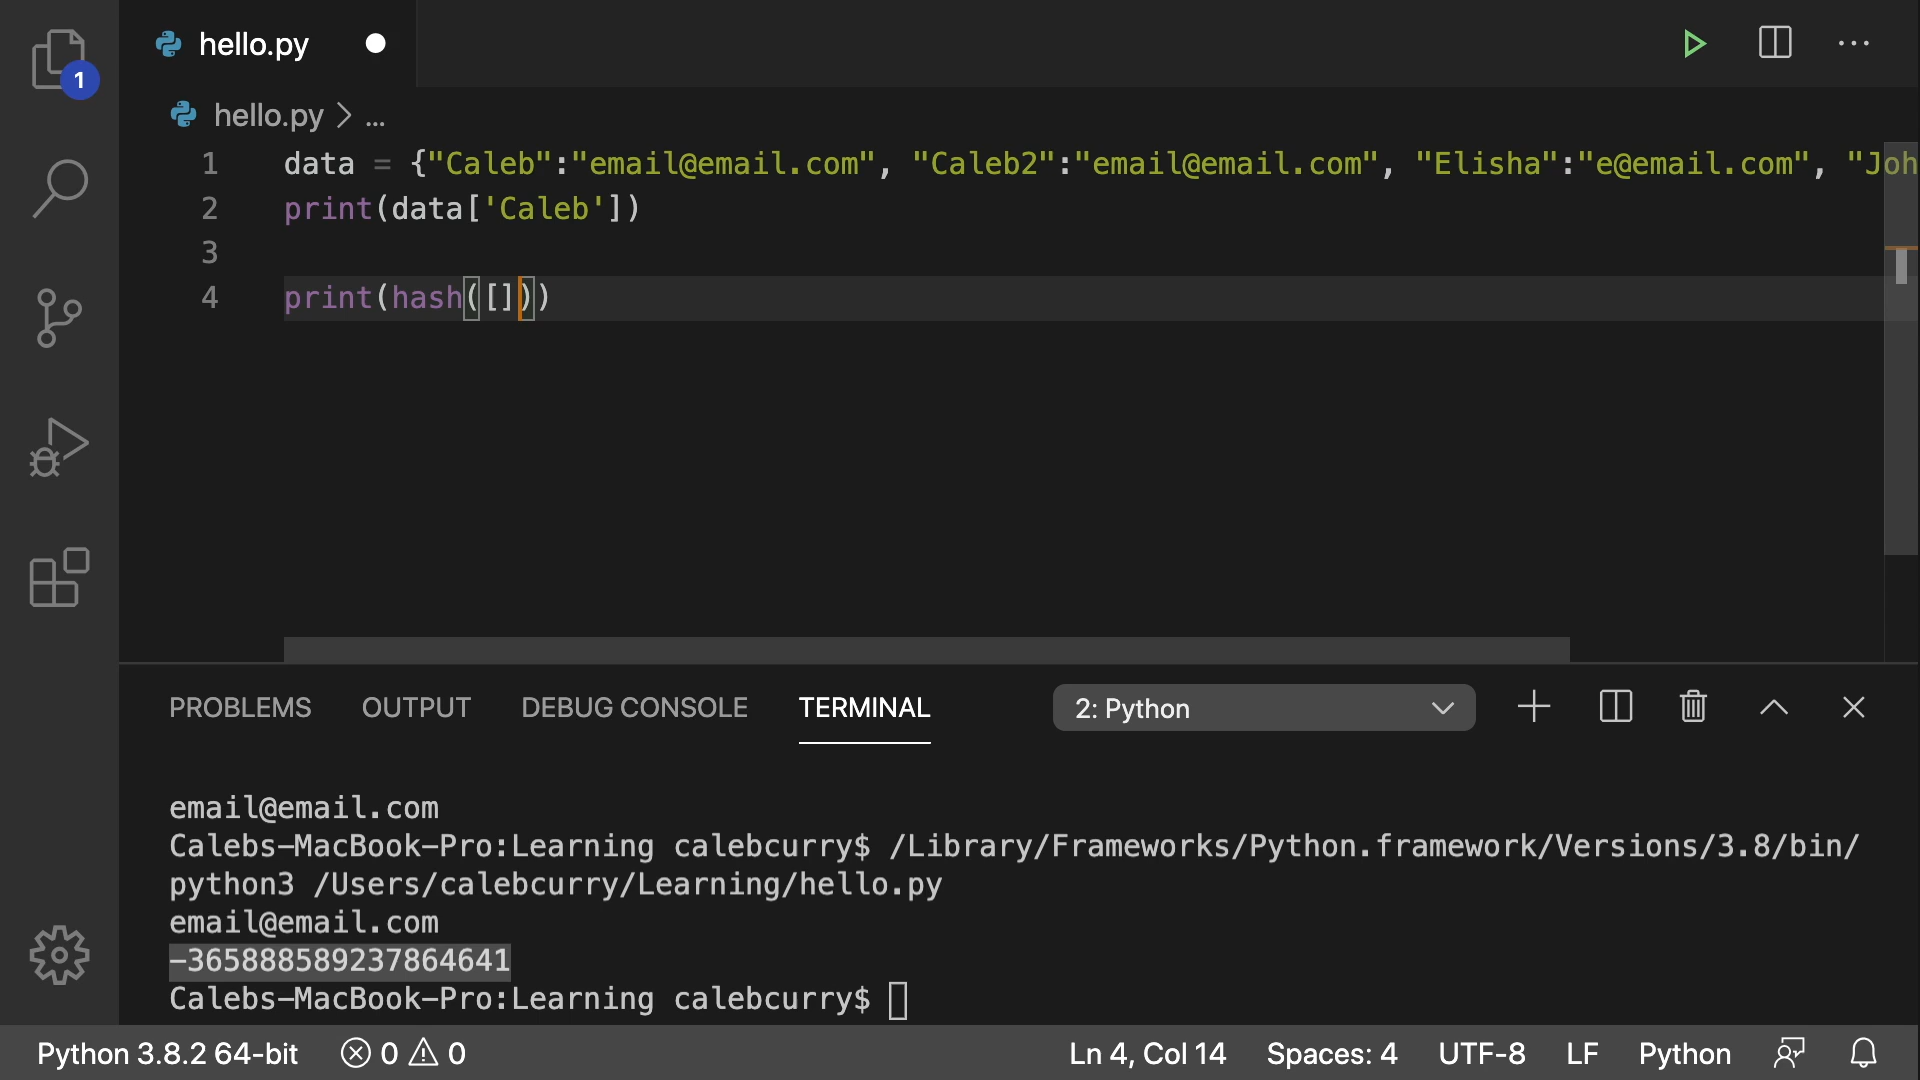 hello.py
1
hello.py > ...
1 data = {"Caleb":"email@email.com", "Caleb2":"email@email.com", "Elisha":"e@email.com", "Joh
2 print(data['Caleb'])
3
4 print(hash([]))
PROBLEMS OUTPUT DEBUG CONSOLE TERMINAL 2: Python
email@email.com
Calebs-MacBook-Pro:Learning calebcurry$ /Library/Frameworks/Python.framework/Versions/3.8/bin/
python3 /Users/calebcurry/Learning/hello.py
email@email.com
-365888589237864641
Calebs-MacBook-Pro:Learning calebcurry$
Python 3.8.2 64-bit 0 0 Ln 4, Col 14 Spaces: 4 UTF-8 LF Python